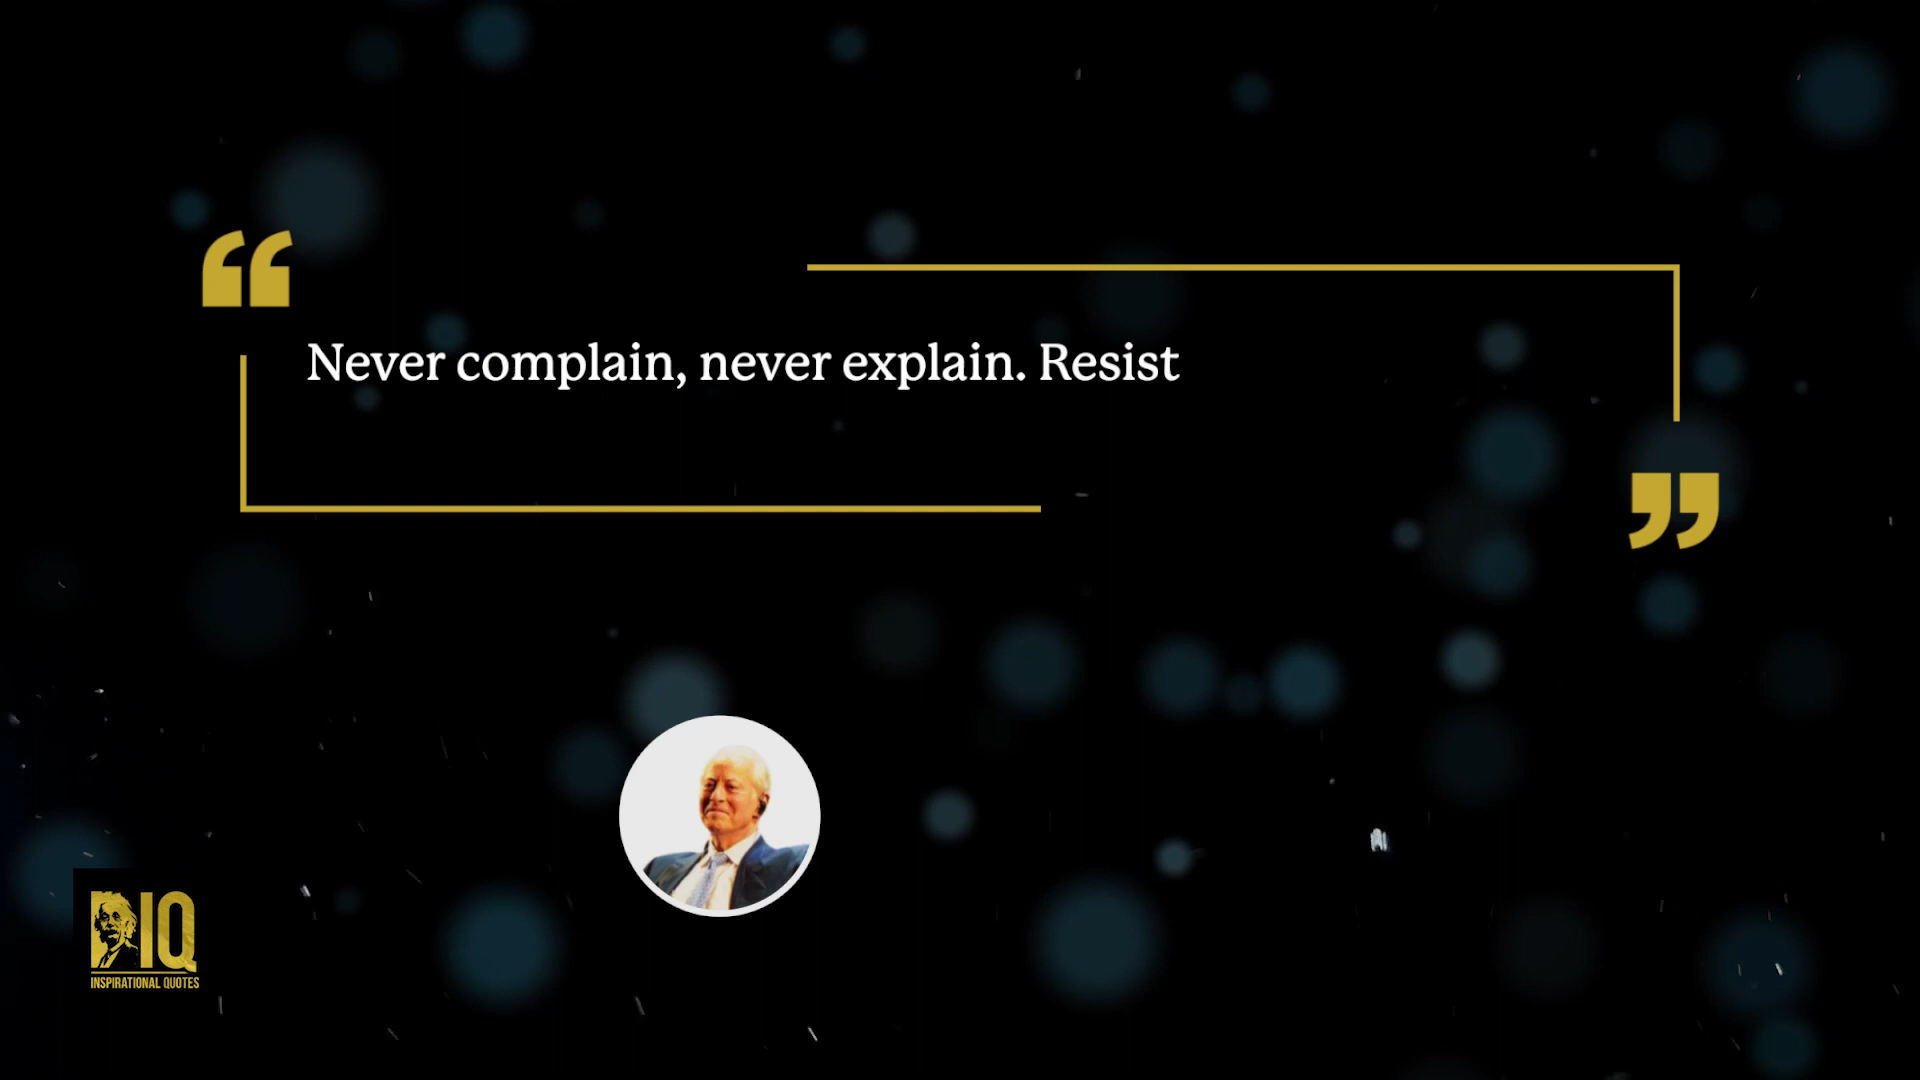 Never complain, never explain. Resist
IQ
INSPIRATIONAL QUOTES